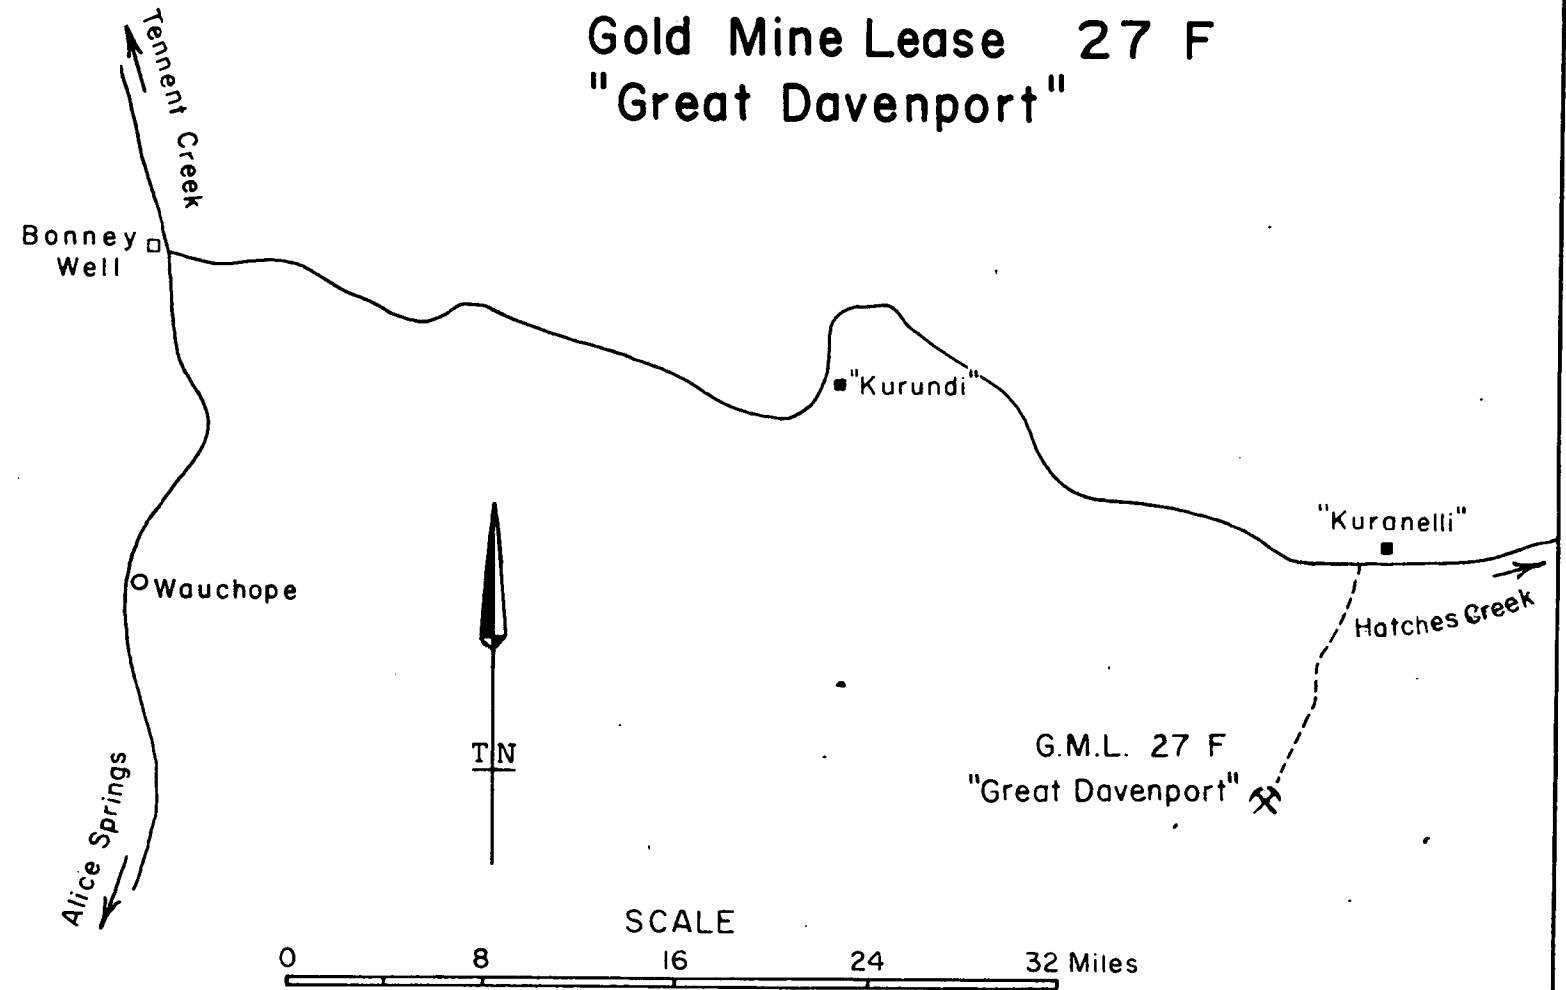 Gold Mine Lease 27 F
"Great Davenport"
Tennent Creek
Bonney
Well
"Kurundi"
"Kuranelli"
Wauchope
Hatches Creek
T N
G.M.L. 27 F
"Great Davenport"
Alice Springs
SCALE
0 8 16 24 32 Miles